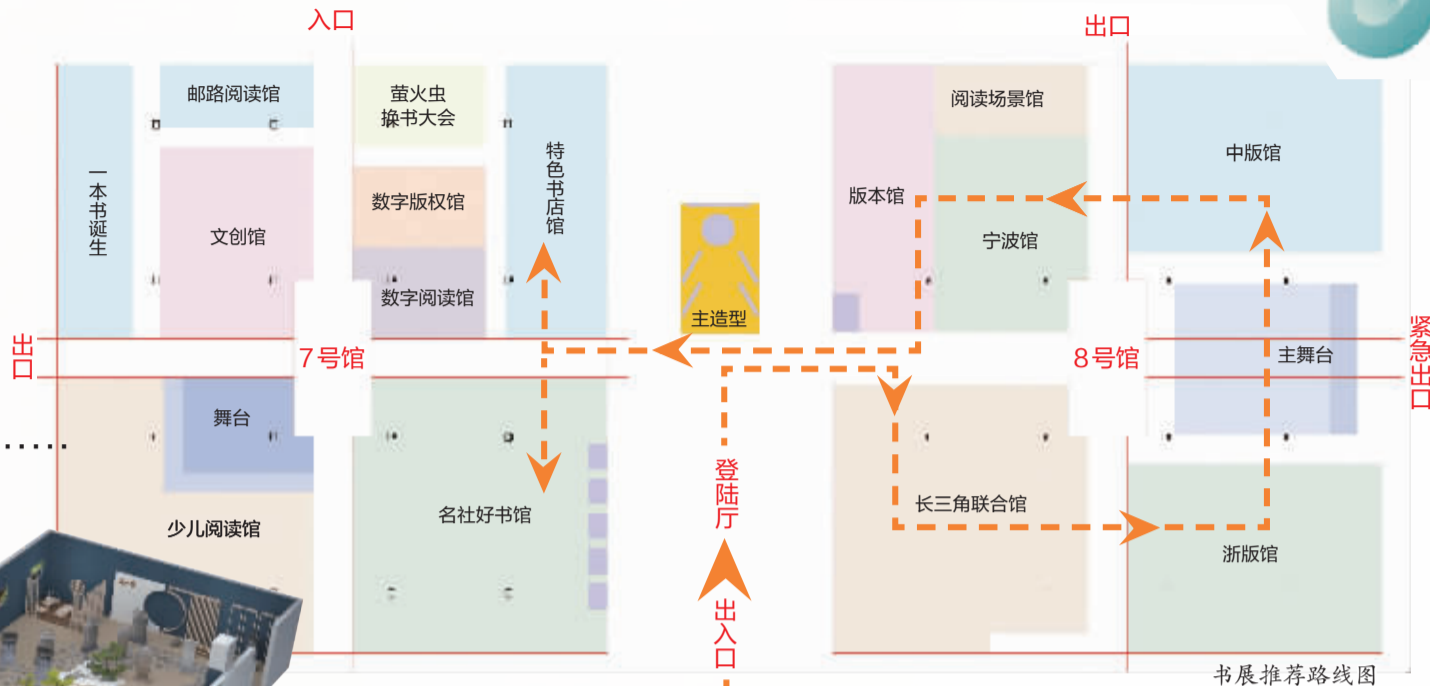 入口
出口
邮路阅读馆
萤火虫
换书大会
阅读场景馆
一本书诞生
特色书店馆
中版馆
数字版权馆
版本馆
文创馆
宁波馆
数字阅读馆
主造型
出口
7号馆
8号馆
主舞台
紧急出口
舞台
登陆厅
长三角联合馆
名社好书馆
少儿阅读馆
浙版馆
出入口
书展推荐路线图